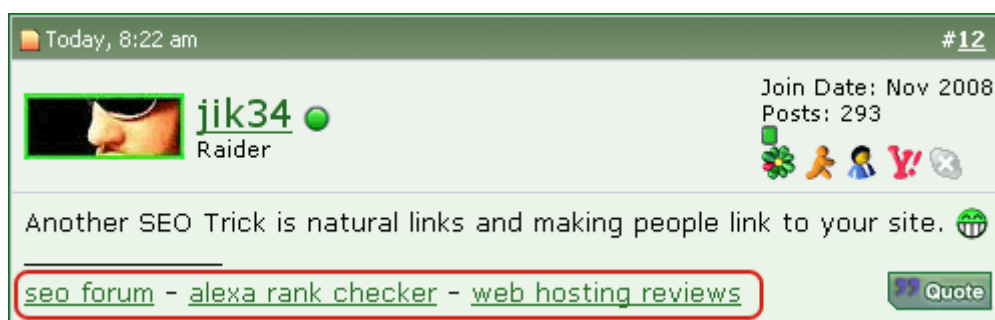 Today, 8:22 am #12
jik34
Raider
Join Date: Nov 2008
Posts: 293
Y!
Another SEO Trick is natural links and making people link to your site.
seo forum - alexa rank checker - web hosting reviews
Quote